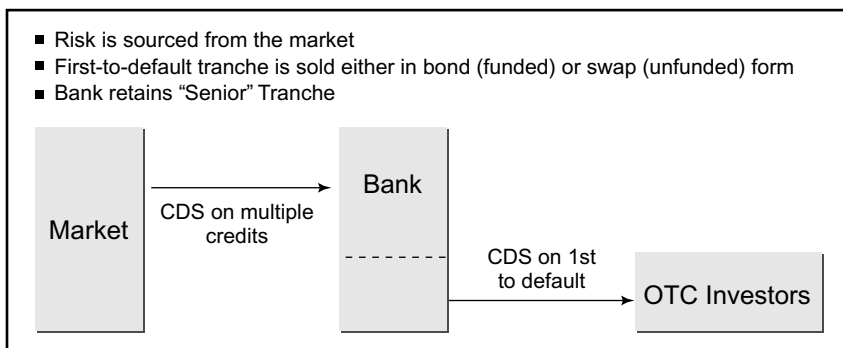 ▪ Risk is sourced from the market
▪ First-to-default tranche is sold either in bond (funded) or swap (unfunded) form
▪ Bank retains “Senior” Tranche
Market
CDS on multiple
credits
Bank
CDS on 1st
to default
OTC Investors